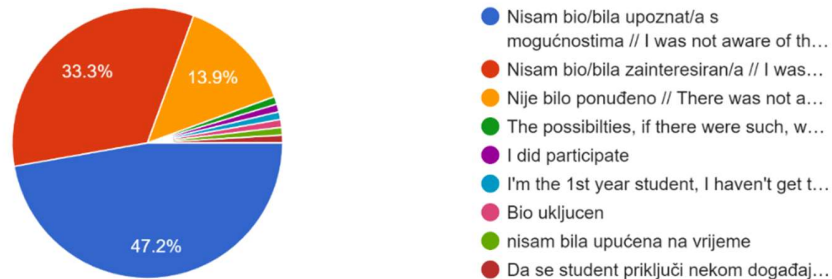 33.3%
13.9%
47.2%
Nisam bio/bila upoznat/a s
mogućnostima // I was not aware of th…
Nisam bio/bila zainteresiran/a // I was…
Nije bilo ponuđeno // There was not a…
The possibilties, if there were such, w…
I did participate
I'm the 1st year student, I haven't get t…
Bio ukljucen
nisam bila upućena na vrijeme
Da se student priključi nekom događaj…